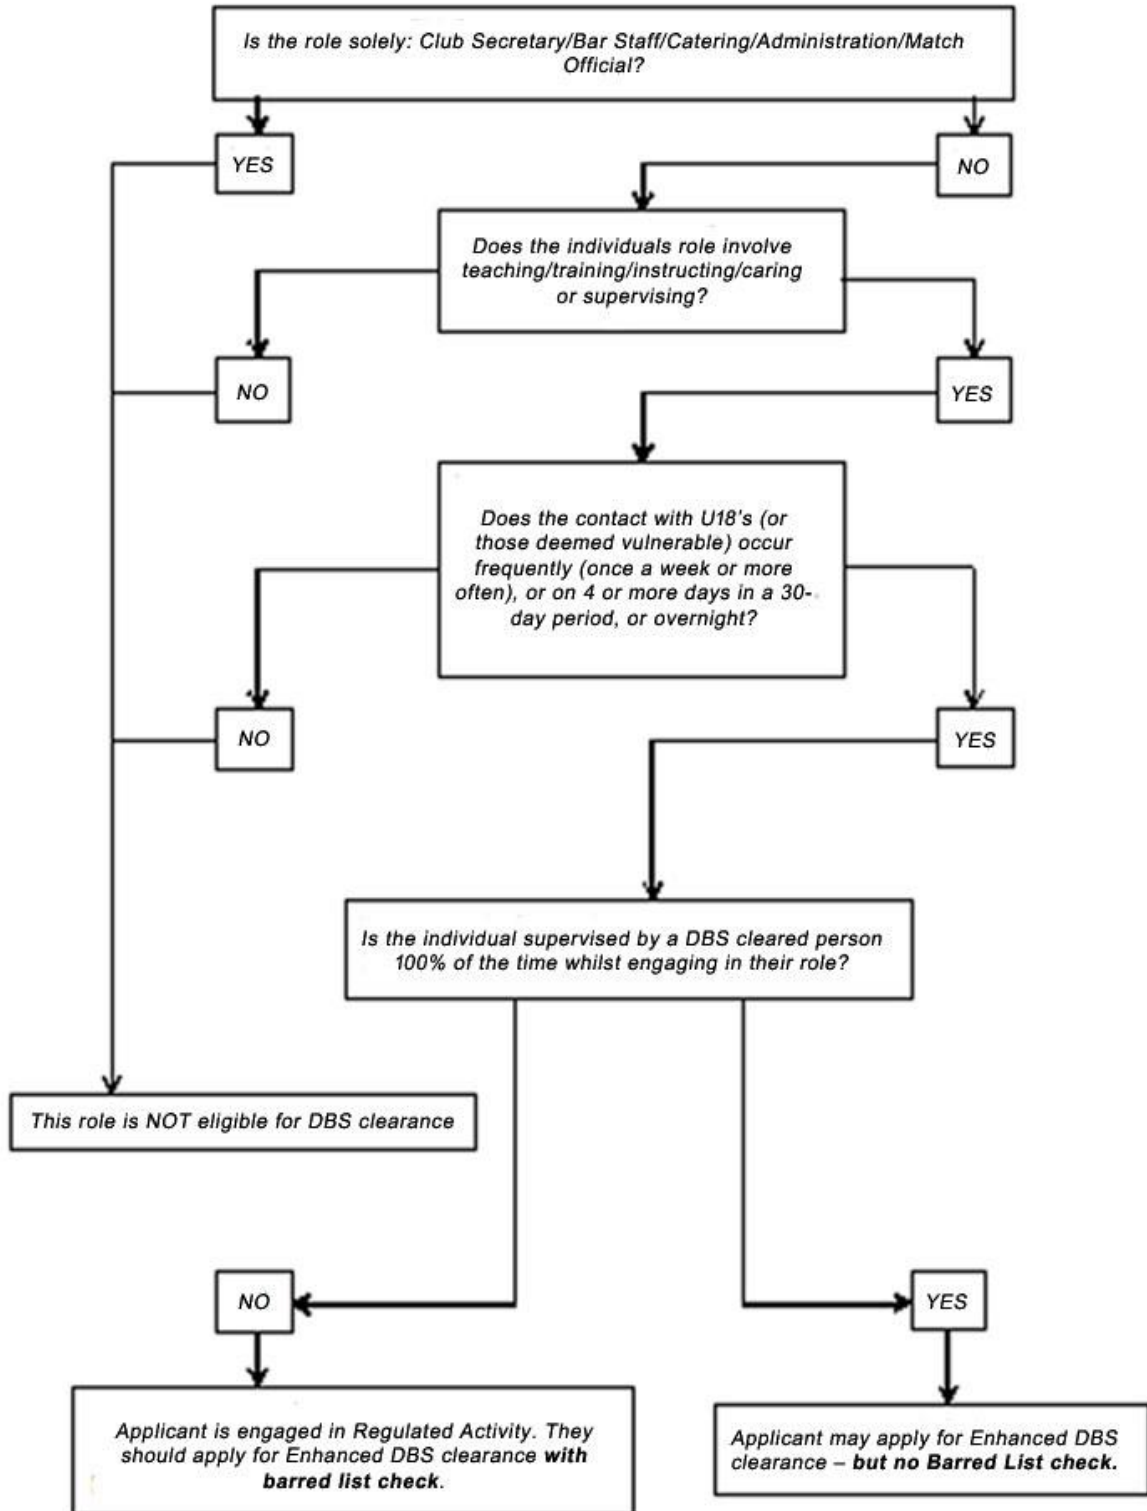 Is the role solely: Club Secretary/Bar Staff/Catering/Administration/Match
Official?
YES
NO
Does the individuals role involve
teaching/training/instructing/caring
or supervising?
NO
YES
Does the contact with U18's (or
those deemed vulnerable) occur
frequently (once a week or more
often), or on 4 or more days in a 30-
day period, or overnight?
NO
YES
Is the individual supervised by a DBS cleared person
100% of the time whilst engaging in their role?
This role is NOT eligible for DBS clearance
NO
YES
Applicant is engaged in Regulated Activity. They
should apply for Enhanced DBS clearance with
barred list check.
Applicant may apply for Enhanced DBS
clearance – but no Barred List check.